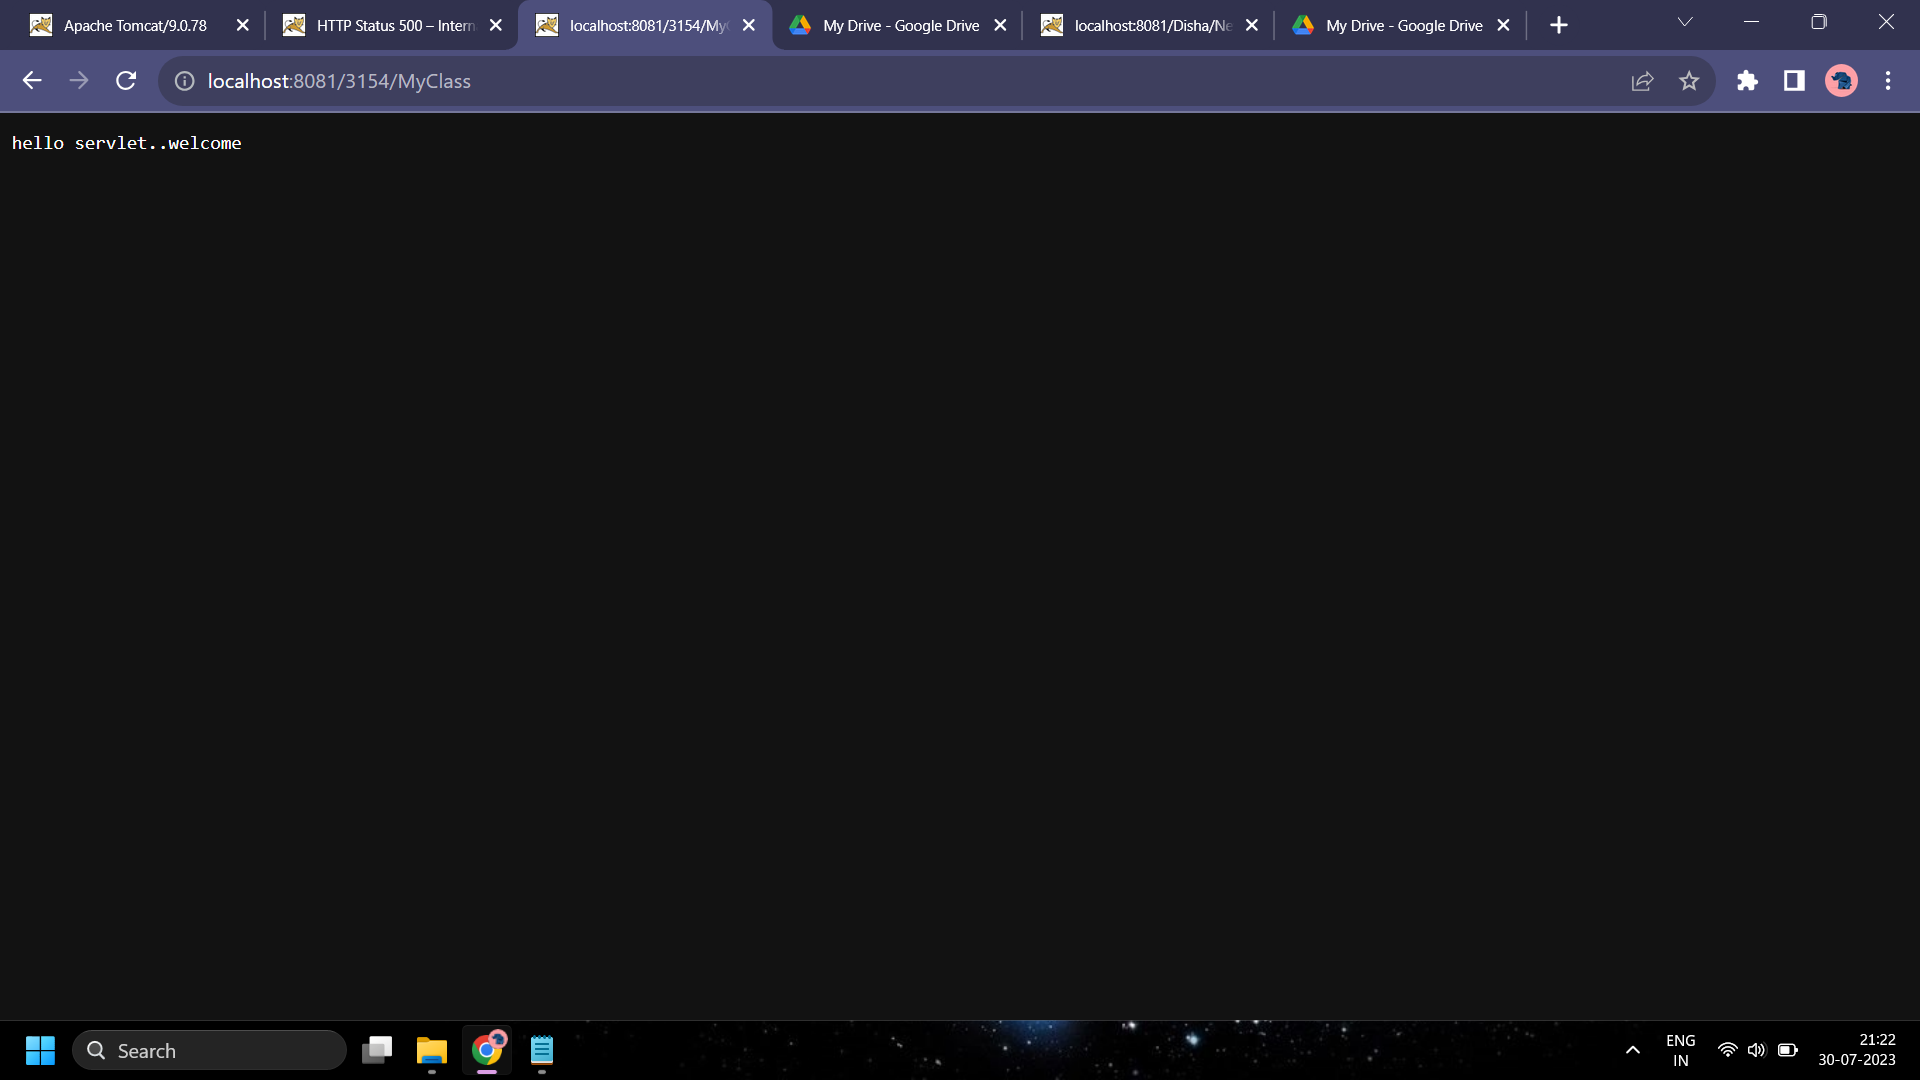 Apache Tomcat/9.0.78
HTTP Status 500 – Intern
localhost:8081/3154/My
My Drive - Google Drive
localhost:8081/Disha/Ne
My Drive - Google Drive
localhost:8081/3154/MyClass
hello servlet..welcome
Search
ENG
IN
21:22
30-07-2023